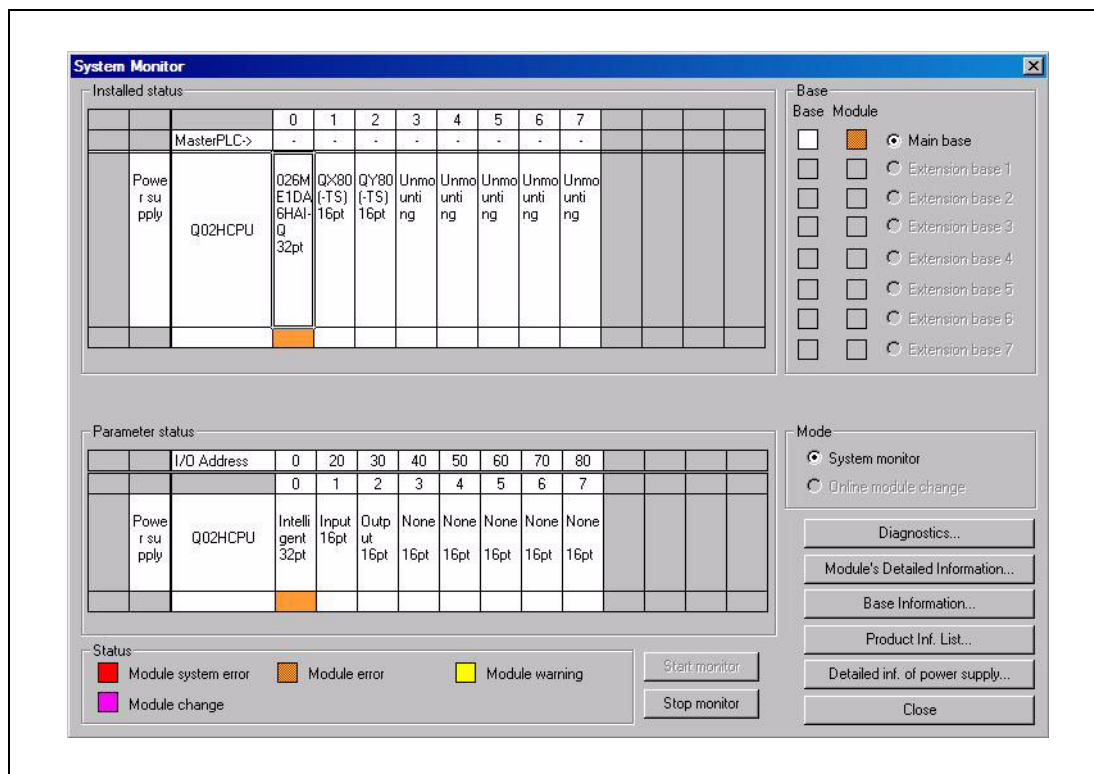 System Monitor
Installed status
0 1 2 3 4 5 6 7
MasterPLC-> - - - - - - - -
Powe
r su
pply
Q02HCPU
026M
E1DA
6HAI-
Q
32pt
QX80
(-TS)
16pt
QY80
(-TS)
16pt
Unmo
unti
ng
Unmo
unti
ng
Unmo
unti
ng
Unmo
unti
ng
Unmo
unti
ng
Base
Base Module
Main base
Extension base 1
Extension base 2
Extension base 3
Extension base 4
Extension base 5
Extension base 6
Extension base 7
Parameter status
I/O Address 0 20 30 40 50 60 70 80
0 1 2 3 4 5 6 7
Powe
r su
pply
Q02HCPU
Intelli
gent
32pt
Input
16pt
Outp
ut
16pt
None
16pt
None
16pt
None
16pt
None
16pt
None
16pt
Mode
System monitor
Online module change
Diagnostics...
Module's Detailed Information...
Base Information...
Product Inf. List...
Detailed inf. of power supply...
Close
Status
Module system error
Module error
Module warning
Module change
Start monitor
Stop monitor